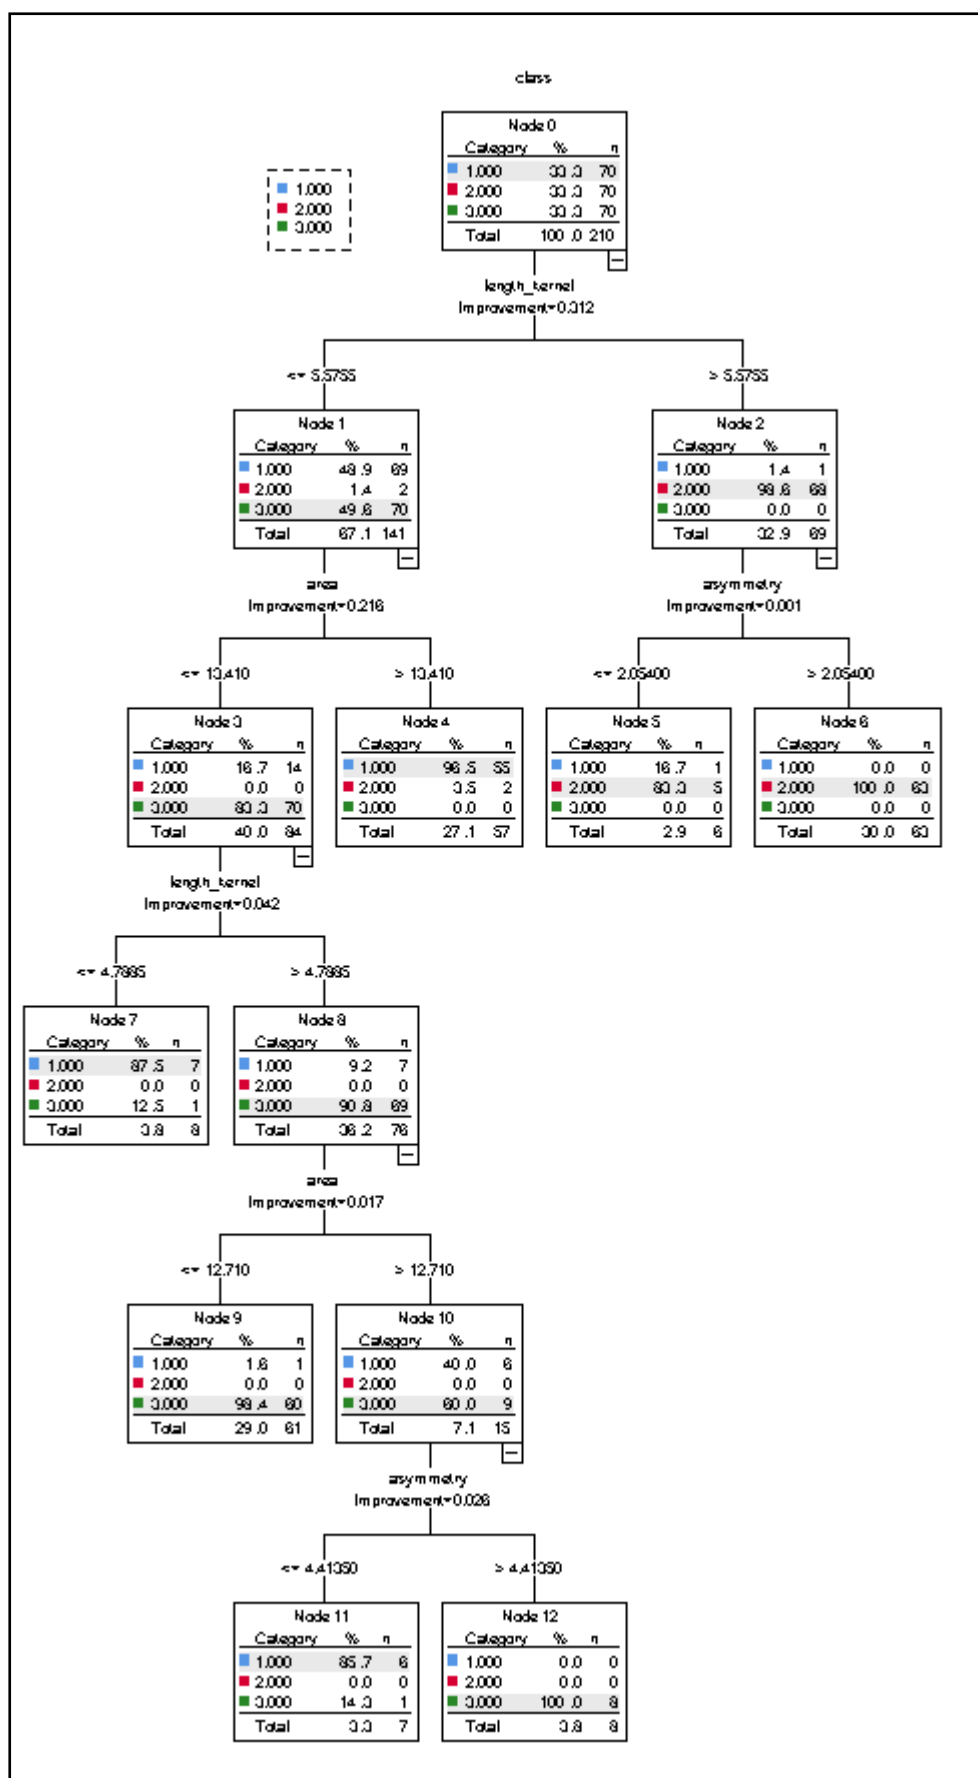 class
Node 0
Category % n
1.000 33.3 70
2.000 33.3 70
3.000 33.3 70
Total 100.0 210
1.000
2.000
3.000
length_kernel
Improvement=0.312
<= 5.5755
> 5.5755
Node 1
Category % n
1.000 48.9 69
2.000 1.4 2
3.000 49.6 70
Total 67.1 141
Node 2
Category % n
1.000 1.4 1
2.000 98.6 68
3.000 0.0 0
Total 32.9 69
area
Improvement=0.216
asymmetry
Improvement=0.001
<= 13.410
> 13.410
<= 2.05400
> 2.05400
Node 3
Category % n
1.000 16.7 14
2.000 0.0 0
3.000 83.3 70
Total 40.0 84
Node 4
Category % n
1.000 96.5 55
2.000 3.5 2
3.000 0.0 0
Total 27.1 57
Node 5
Category % n
1.000 16.7 1
2.000 83.3 5
3.000 0.0 0
Total 2.9 6
Node 6
Category % n
1.000 0.0 0
2.000 100.0 63
3.000 0.0 0
Total 30.0 63
length_kernel
Improvement=0.042
<= 4.7885
> 4.7885
Node 7
Category % n
1.000 87.5 7
2.000 0.0 0
3.000 12.5 1
Total 3.8 8
Node 8
Category % n
1.000 9.2 7
2.000 0.0 0
3.000 90.8 69
Total 36.2 76
area
Improvement=0.017
<= 12.710
> 12.710
Node 9
Category % n
1.000 1.6 1
2.000 0.0 0
3.000 98.4 60
Total 29.0 61
Node 10
Category % n
1.000 40.0 6
2.000 0.0 0
3.000 60.0 9
Total 7.1 15
asymmetry
Improvement=0.026
<= 4.41350
> 4.41350
Node 11
Category % n
1.000 85.7 6
2.000 0.0 0
3.000 14.3 1
Total 3.3 7
Node 12
Category % n
1.000 0.0 0
2.000 0.0 0
3.000 100.0 8
Total 3.8 8